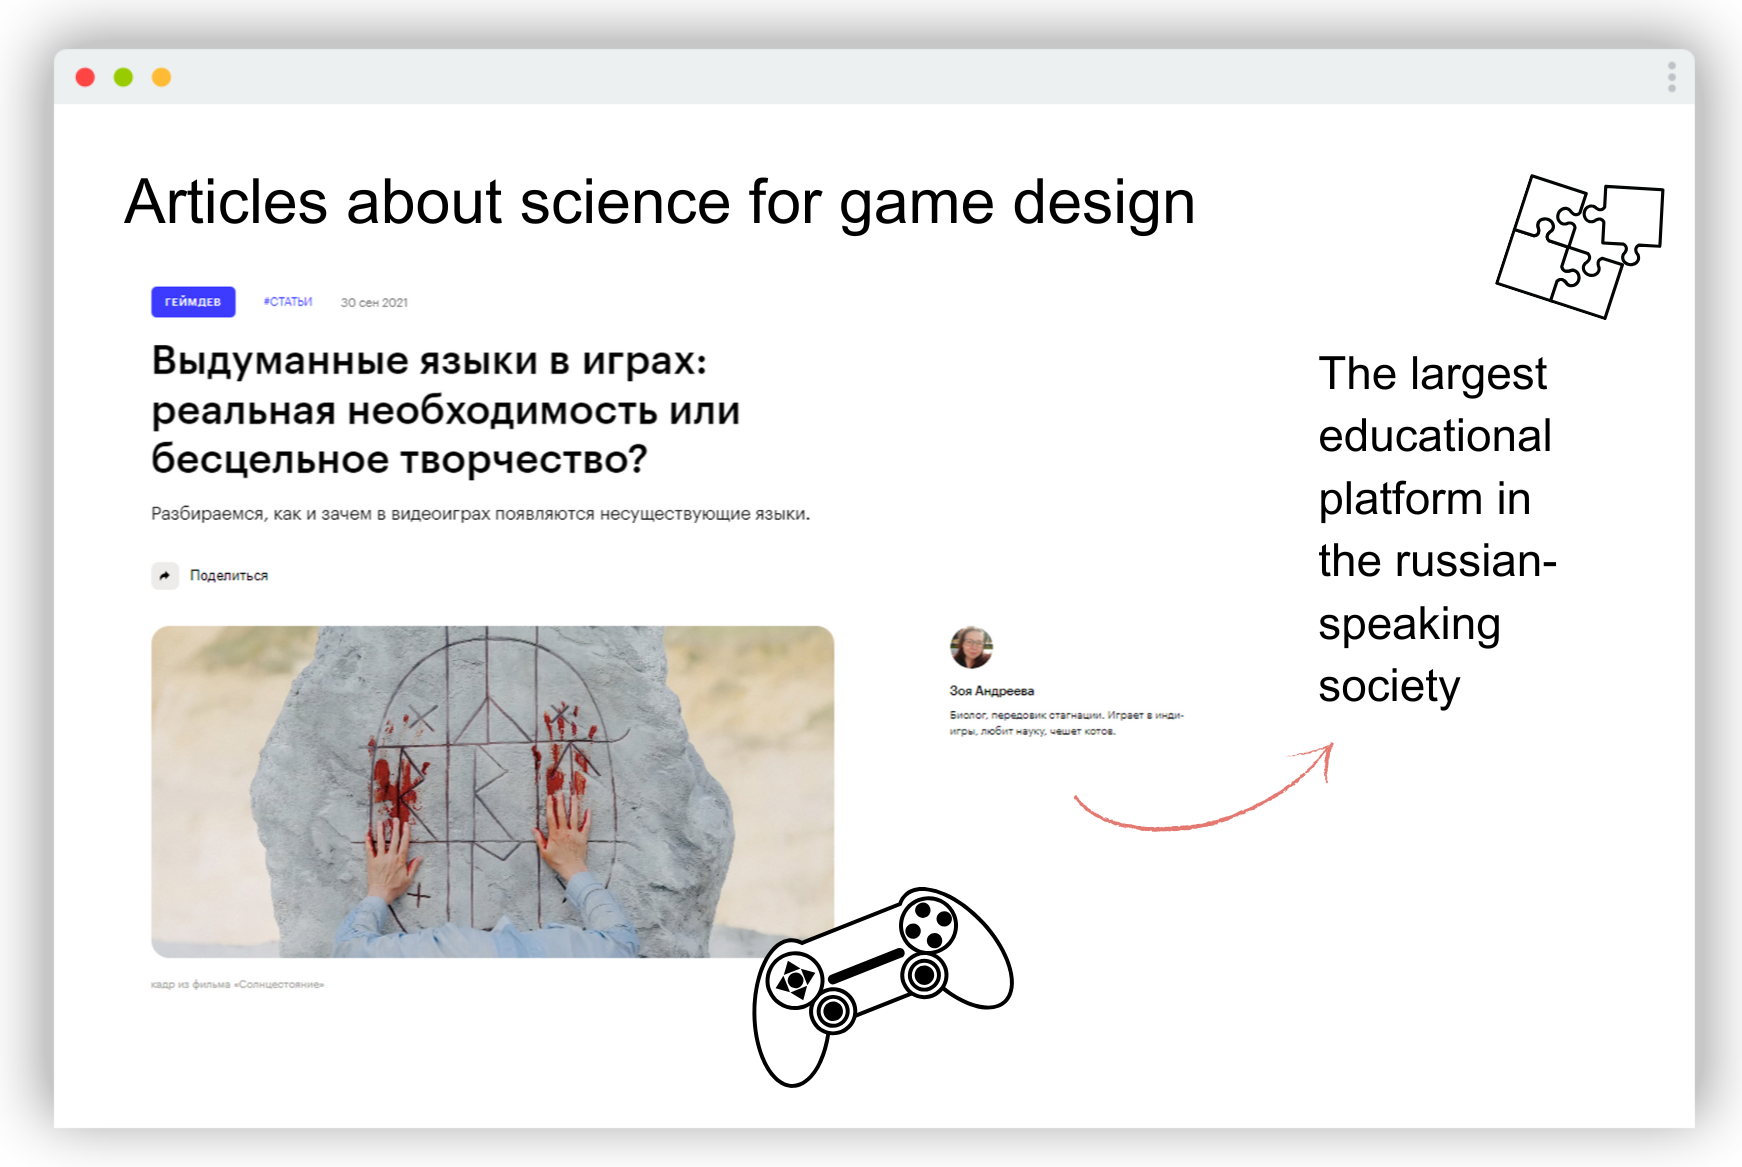 Articles about science for game design
ГЕЙМДЕВ #СТАТЬИ 30 сен 2021
Выдуманные языки в играх:
реальная необходимость или
бесцельное творчество?
Разбираемся, как и зачем в видеоиграх появляются несуществующие языки.
Поделиться
Зоя Андреева
Биолог, передовик стагнации. Играет в инди-
игры, любит науку, чешет котов.
кадр из фильма «Солнцестояние»
The largest
educational
platform in
the russian-
speaking
society